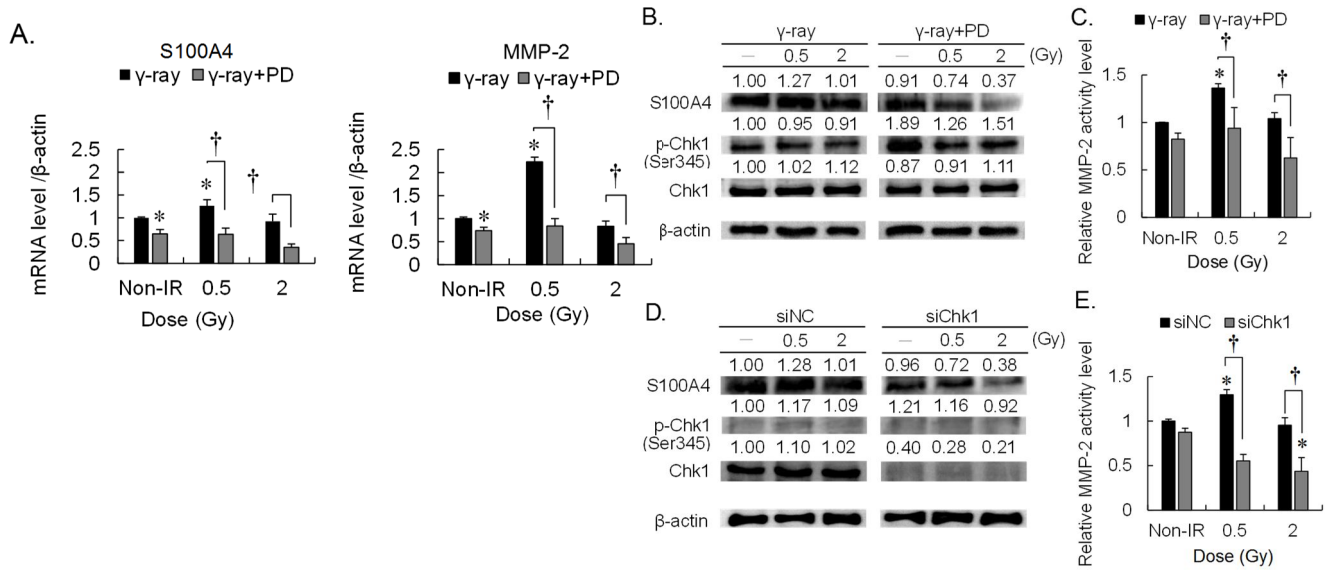 A.
S100A4
γ-ray γ-ray+PD
mRNA level /β-actin
2.5
2
1.5
1
0.5
0
*
*
†
†
Non-IR 0.5 2
Dose (Gy)
MMP-2
γ-ray γ-ray+PD
mRNA level /β-actin
2.5
2
1.5
1
0.5
0
*
*
†
†
Non-IR 0.5 2
Dose (Gy)
B.
γ-ray γ-ray+PD
— 0.5 2 — 0.5 2 (Gy)
1.00 1.27 1.01 0.91 0.74 0.37
S100A4
1.00 0.95 0.91 1.89 1.26 1.51
p-Chk1
(Ser345)
1.00 1.02 1.12 0.87 0.91 1.11
Chk1
β-actin
C.
γ-ray γ-ray+PD
Relative MMP-2 activity level
1.5
1
0.5
0
*
†
†
Non-IR 0.5 2
Dose (Gy)
D.
siNC siChk1
— 0.5 2 — 0.5 2 (Gy)
1.00 1.28 1.01 0.96 0.72 0.38
S100A4
1.00 1.17 1.09 1.21 1.16 0.92
p-Chk1
(Ser345)
1.00 1.10 1.02 0.40 0.28 0.21
Chk1
β-actin
E.
siNC siChk1
Relative MMP-2 activity level
1.5
1
0.5
0
*
†
†
*
Non-IR 0.5 2
Dose (Gy)